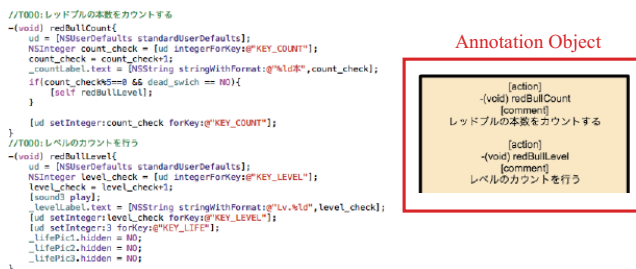 //TODO:レッドブルの本数をカウントする
-(void) redBullCount{
ud = [NSUserDefaults standardUserDefaults];
NSInteger count_check = [ud integerForKey:@"KEY_COUNT"];
count_check = count_check+1;
_countLabel.text = [NSString stringWithFormat:@"%ld本",count_check];
if(count_check%5==0 && dead_swich == NO){
[self redBullLevel];
}
[ud setInteger:count_check forKey:@"KEY_COUNT"];
}
//TODO:レベルのカウントを行う
-(void) redBullLevel{
ud = [NSUserDefaults standardUserDefaults];
NSInteger level_check = [ud integerForKey:@"KEY_LEVEL"];
level_check = level_check+1;
[sound3 play];
_levelLabel.text = [NSString stringWithFormat:@"Lv.%ld",level_check];
[ud setInteger:level_check forKey:@"KEY_LEVEL"];
[ud setInteger:3 forKey:@"KEY_LIFE"];
_lifePic1.hidden = NO;
_lifePic2.hidden = NO;
_lifePic3.hidden = NO;
}
Annotation Object
[action]
-(void) redBullCount
[comment]
レッドブルの本数をカウントする
[action]
-(void) redBullLevel
[comment]
レベルのカウントを行う